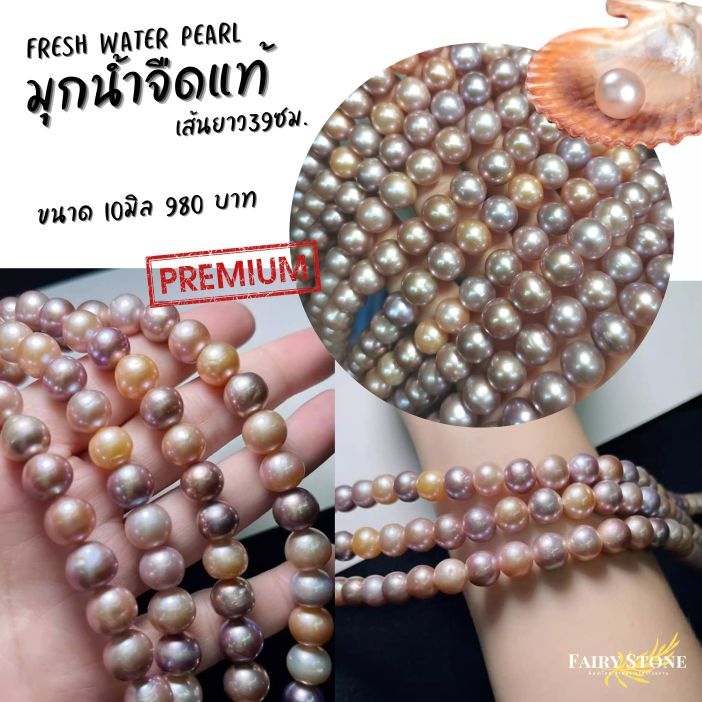 FRESH WATER PEARL
มุกน้ำจืดแท้
เส้นยาว39ซม.
ขนาด 10มิล 980 บาท
PREMIUM
FAIRY STONE